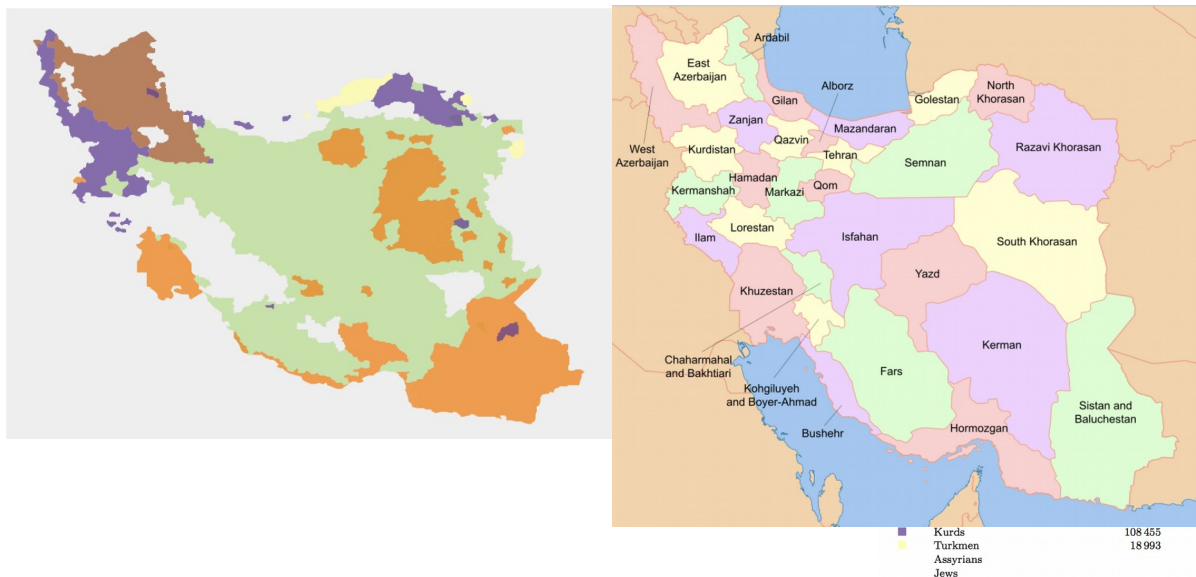 Ardabil
East
Azerbaijan
Alborz
North
Khorasan
Golestan
Gilan
Zanjan
Mazandaran
Qazvin
West
Azerbaijan
Kurdistan
Tehran
Semnan
Razavi Khorasan
Hamadan
Kermanshah
Markazi
Qom
Lorestan
Ilam
Isfahan
South Khorasan
Yazd
Khuzestan
Kerman
Chaharmahal
and Bakhtiari
Fars
Kohgiluyeh
and Boyer-Ahmad
Sistan and
Baluchestan
Bushehr
Hormozgan
Kurds 108 455
Turkmen 18 993
Assyrians
Jews